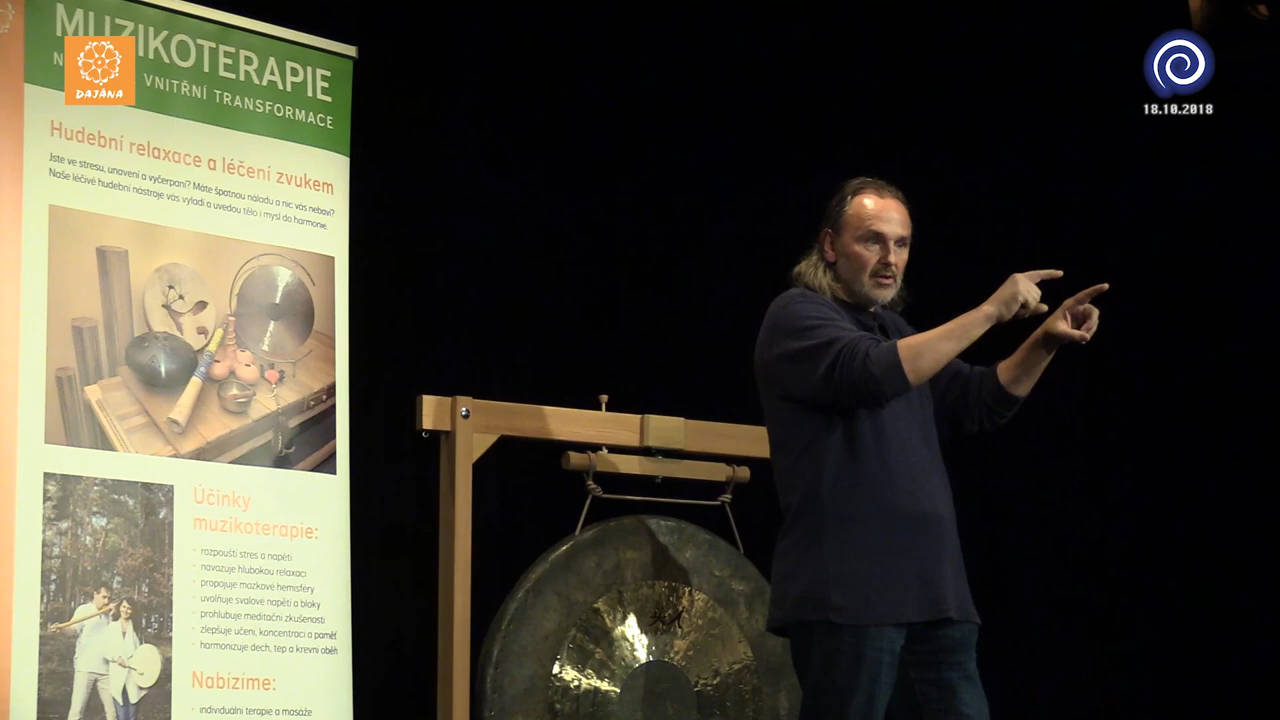 MUZIKOTERAPIE
VNITŘNÍ TRANSFORMACE
DAJÁNA
18.10.2018
Hudební relaxace a léčení zvukem
Jste ve stresu, unavení a vyčerpaní? Máte špatnou náladu a nic vás nebaví?
Naše léčivé hudební nástroje vás vyladí a uvedou tělo i mysl do harmonie.
Účinky
muzikoterapie:
rozpouští stres a napětí
navozuje hlubokou relaxaci
propojuje mozkové hemisféry
uvolňuje svalové napětí a bloky
prohlubuje meditační zkušenosti
zlepšuje učení, koncentraci a paměť
harmonizuje dech, tep a krevní oběh
Nabízíme:
individuální terapie a masáže